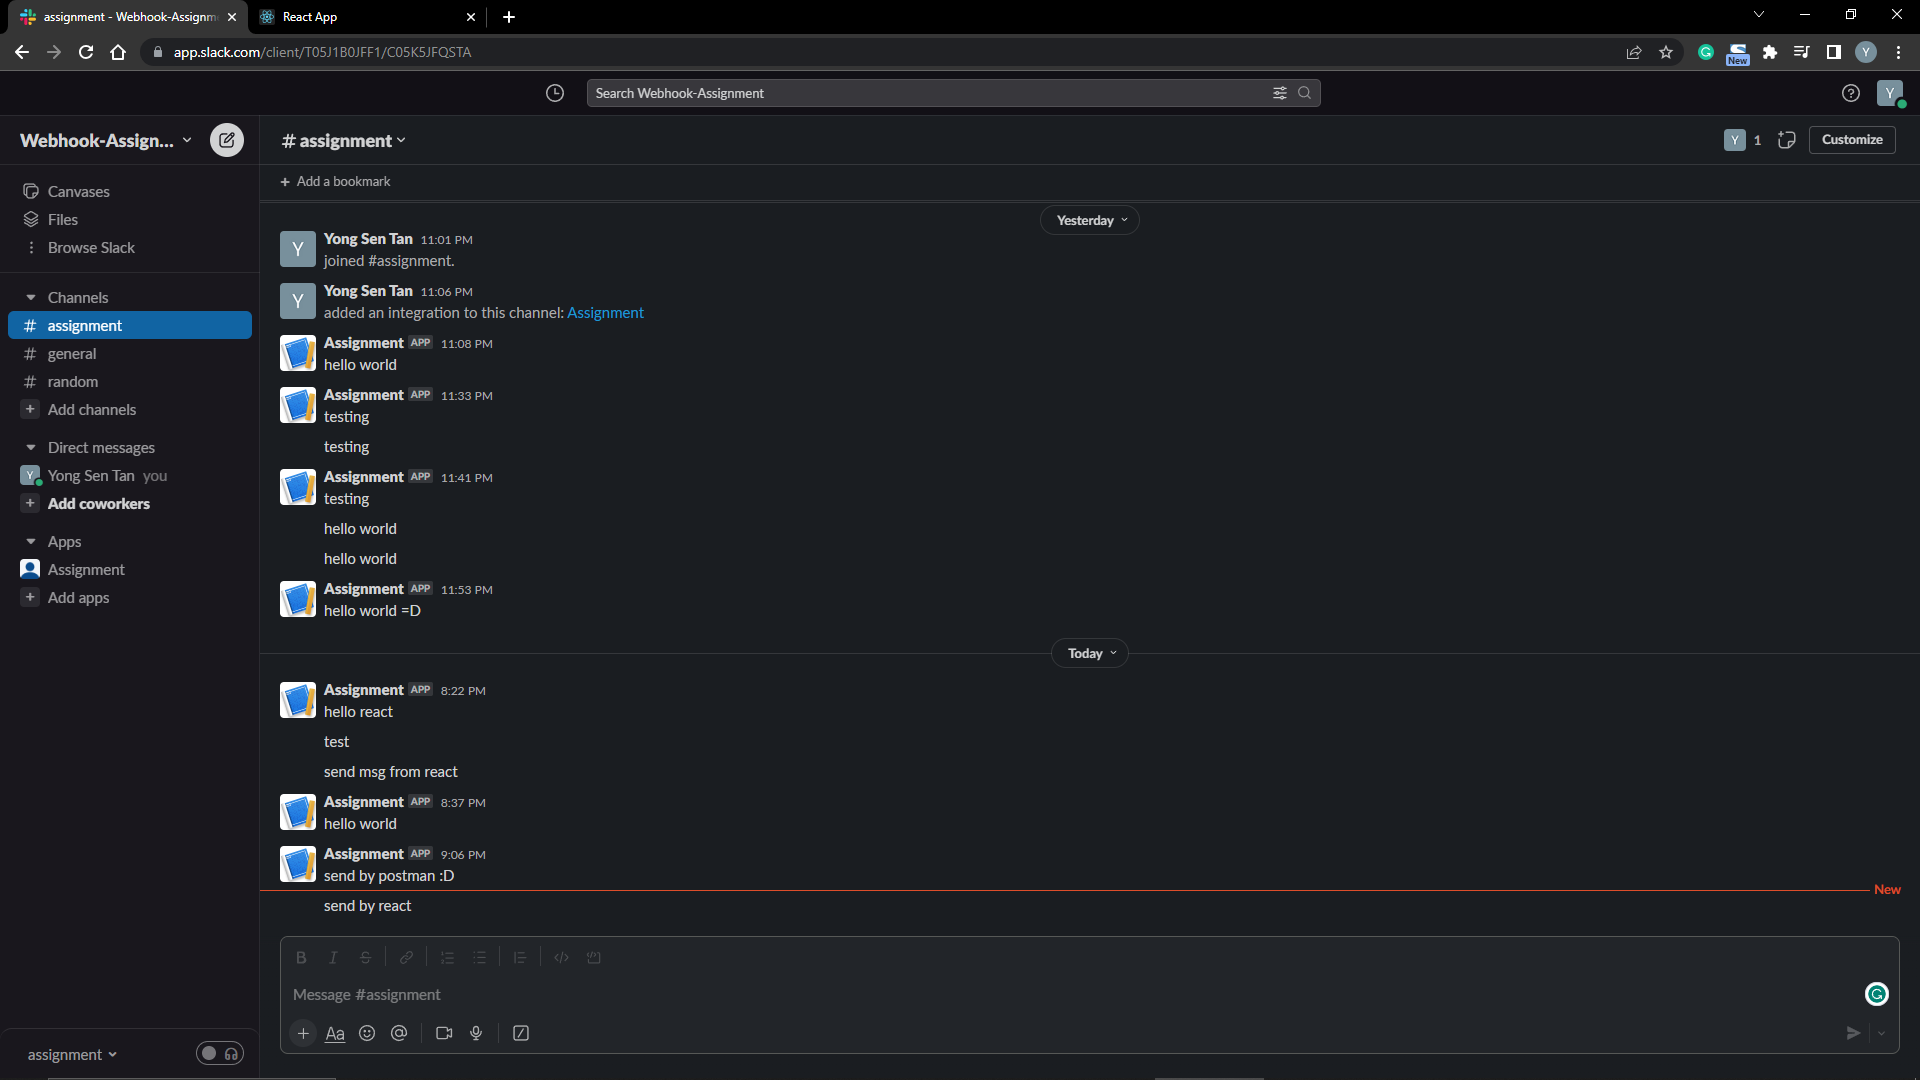 assignment - Webhook-Assignm
React App
app.slack.com/client/T05J1B0JFF1/C05K5JFQSTA
New
Y
Search Webhook-Assignment
Y
Webhook-Assign...
# assignment
Y 1
Customize
Canvases
Files
Browse Slack
Channels
# assignment
# general
# random
+ Add channels
Direct messages
Y Yong Sen Tan you
+ Add coworkers
Apps
Assignment
+ Add apps
assignment
+ Add a bookmark
Yesterday
Y
Yong Sen Tan 11:01 PM
joined #assignment.
Y
Yong Sen Tan 11:06 PM
added an integration to this channel: Assignment
Assignment APP 11:08 PM
hello world
Assignment APP 11:33 PM
testing
testing
Assignment APP 11:41 PM
testing
hello world
hello world
Assignment APP 11:53 PM
hello world =D
Today
Assignment APP 8:22 PM
hello react
test
send msg from react
Assignment APP 8:37 PM
hello world
Assignment APP 9:06 PM
send by postman :D
New
send by react
B I S
Message #assignment
+ Aa @